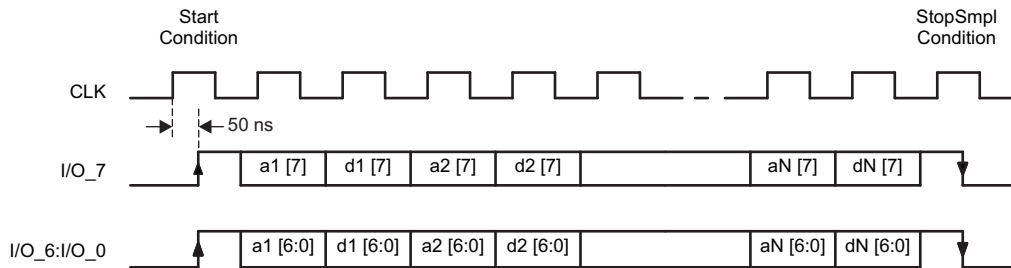 Start
Condition
StopSmpl
Condition
CLK
50 ns
I/O_7
a1 [7] d1 [7] a2 [7] d2 [7] aN [7] dN [7]
I/O_6:I/O_0
a1 [6:0] d1 [6:0] a2 [6:0] d2 [6:0] aN [6:0] dN [6:0]